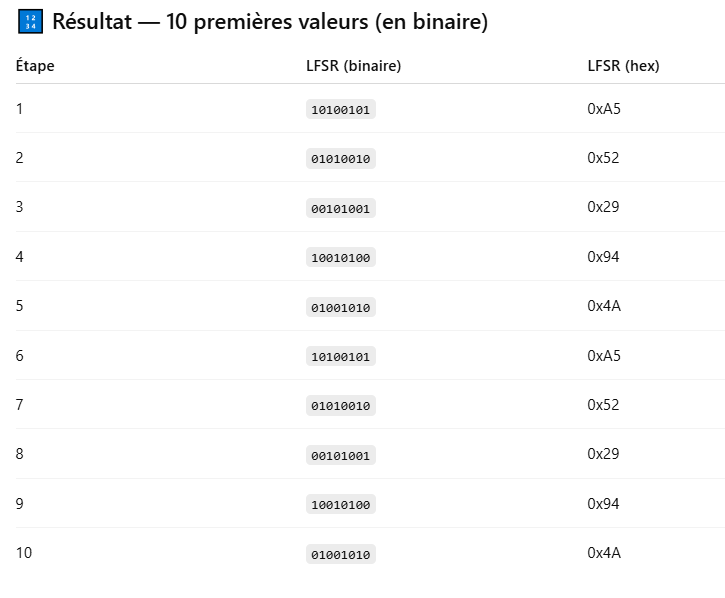 🔢 Résultat — 10 premières valeurs (en binaire)
Étape LFSR (binaire) LFSR (hex)
1 10100101 0xA5
2 01010010 0x52
3 00101001 0x29
4 10010100 0x94
5 01001010 0x4A
6 10100101 0xA5
7 01010010 0x52
8 00101001 0x29
9 10010100 0x94
10 01001010 0x4A